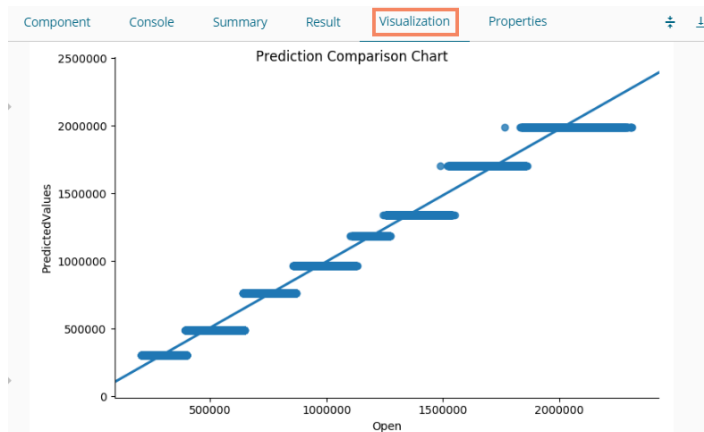 Component Console Summary Result Visualization Properties
Prediction Comparison Chart
2500000
2000000
1500000
1000000
500000
0
PredictedValues
500000 1000000 1500000 2000000
Open